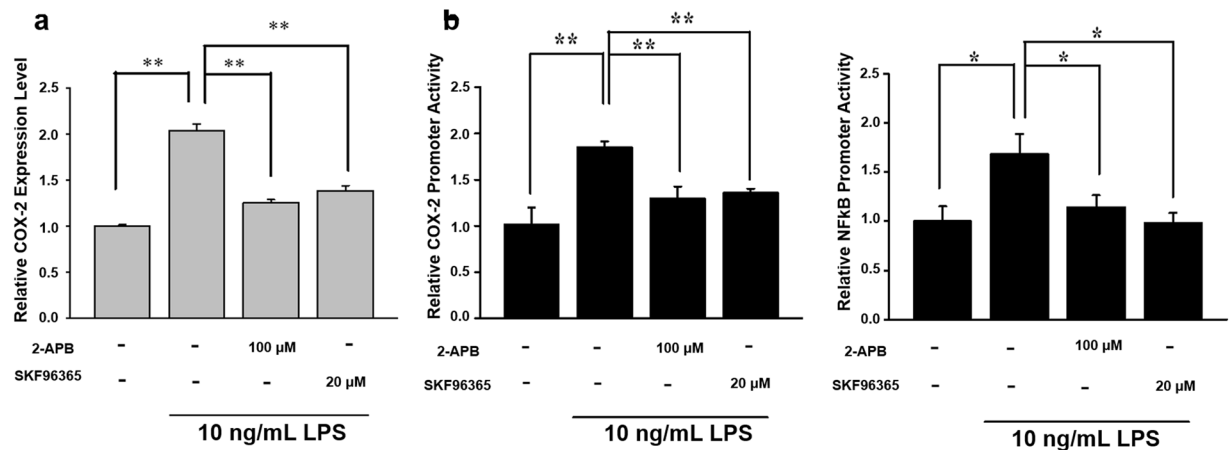 a
**
**
**
Relative COX-2 Expression Level
2.5
2.0
1.5
1.0
0.5
0.0
2-APB - - 100 µM -
SKF96365 - - - 20 µM
10 ng/mL LPS
b
**
**
**
Relative COX-2 Promoter Activity
2.5
2.0
1.5
1.0
0.5
0.0
2-APB - - 100 µM -
SKF96365 - - - 20 µM
10 ng/mL LPS
*
*
*
Relative NFkB Promoter Activity
2.5
2.0
1.5
1.0
0.5
0.0
- - 100 µM -
- - - 20 µM
10 ng/mL LPS